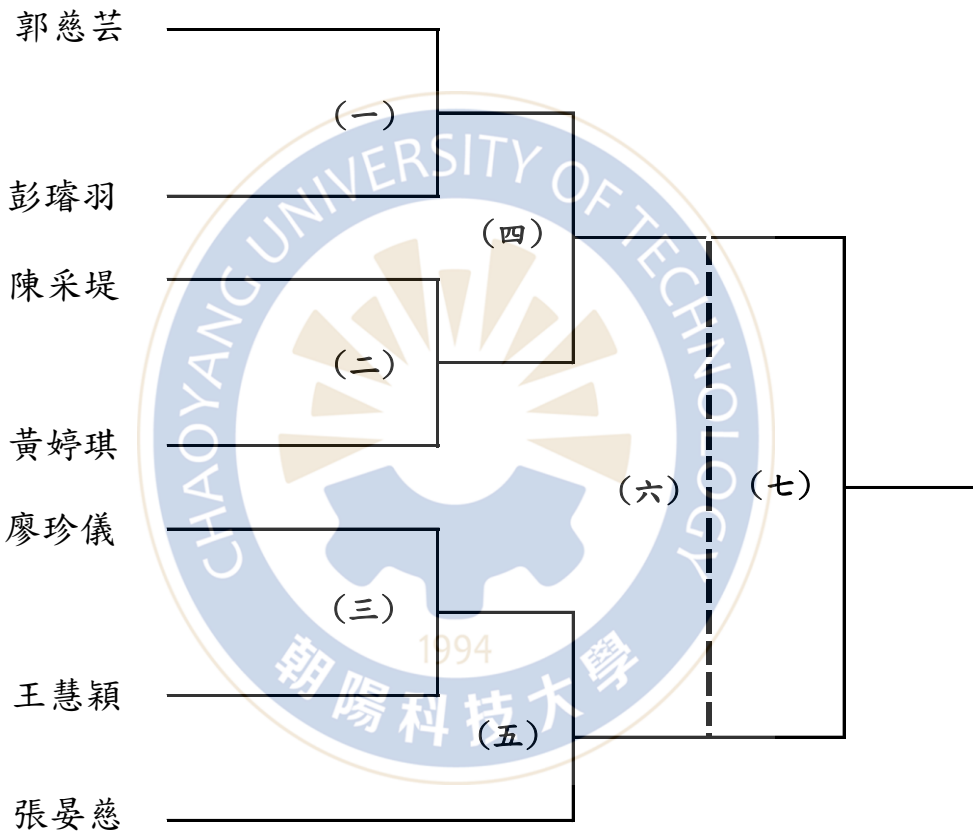 郭慈芸
(一)
彭璿羽
(四)
陳采堤
(二)
黃婷琪
(六)
(七)
廖珍儀
(三)
王慧穎
(五)
張晏慈
CHAOYANG UNIVERSITY OF TECHNOLOGY
1994
朝陽科技大學